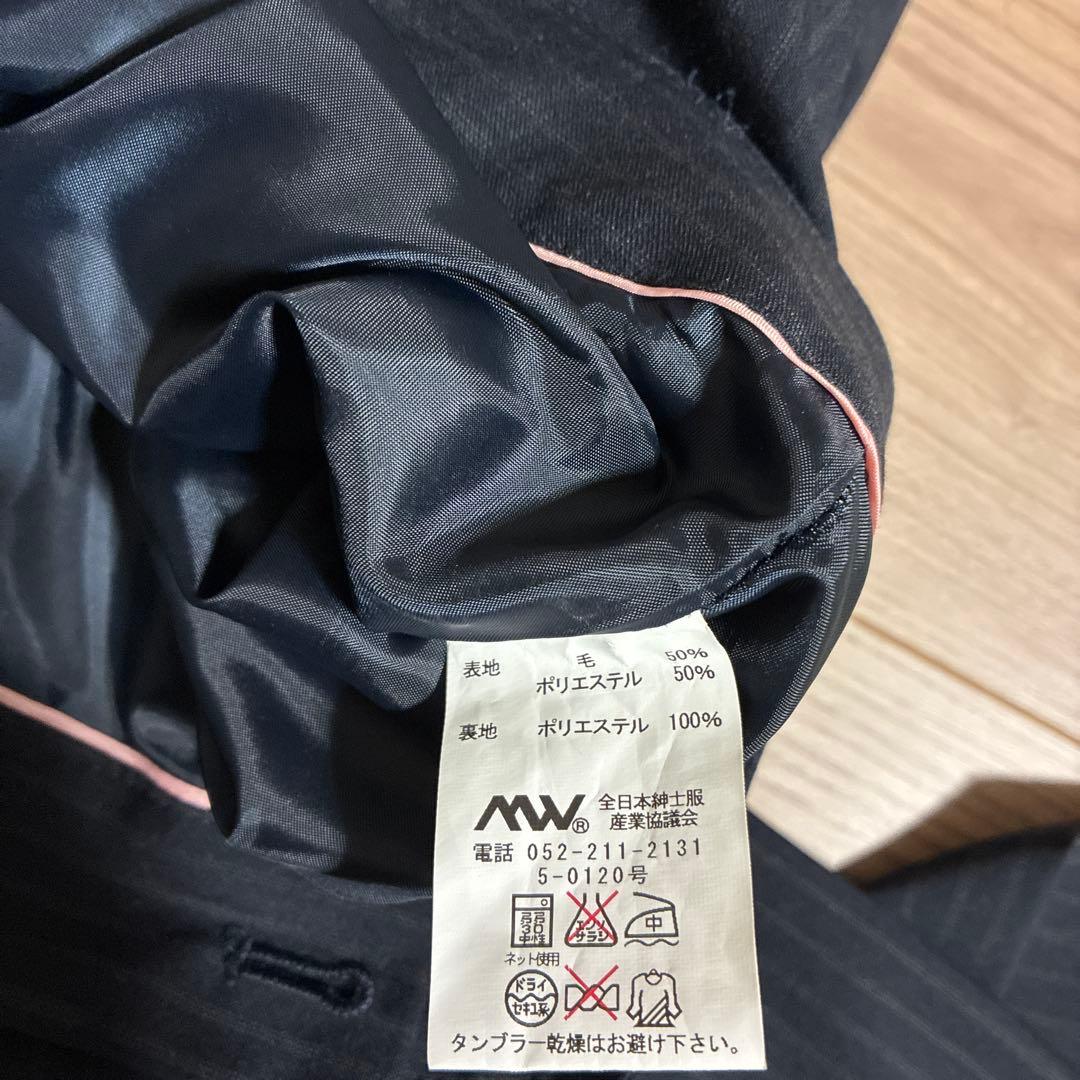 表地 毛 50%
ポリエステル 50%
裏地 ポリエステル 100%
MW® 全日本紳士服
産業協議会
電話 052-211-2131
5-0120号
弱
30
中性
エンソ
サラシ
中
ネット使用
ドライ
セキユ系
タンブラー乾燥はお避け下さい。